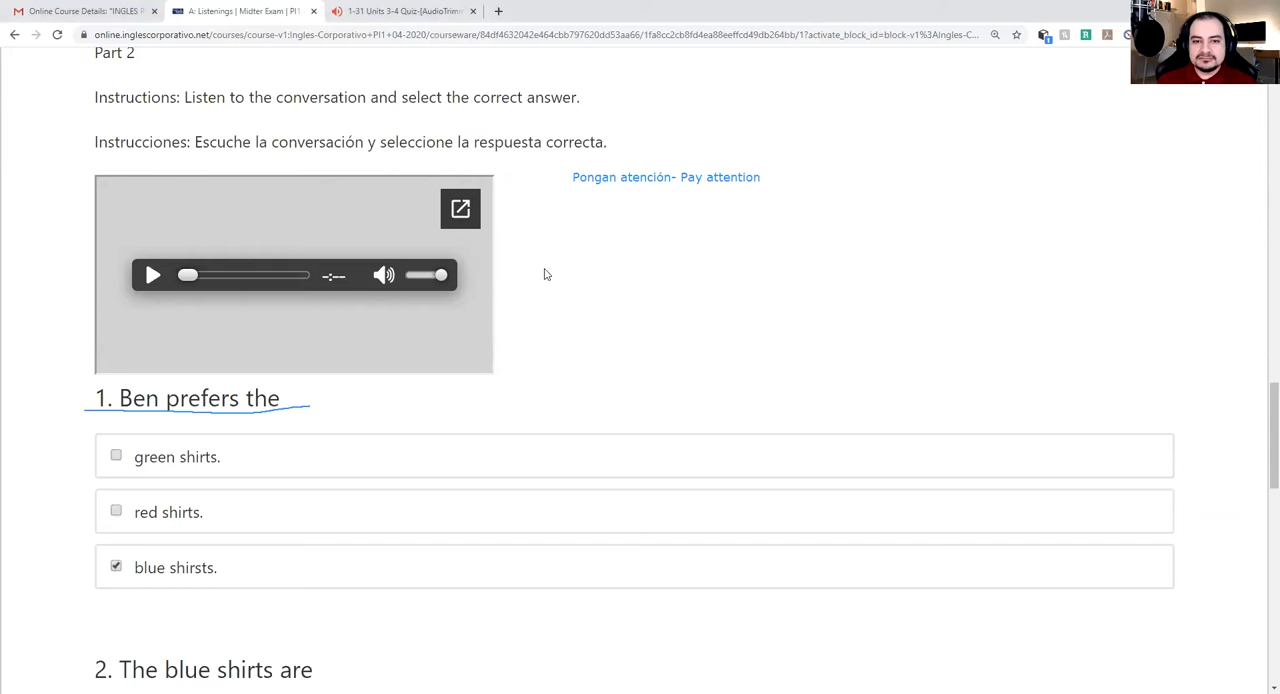 Online Course Details: "INGLES P
A: Listenings | Midter Exam | PI1
1-31 Units 3-4 Quiz-[AudioTrim
online.inglescorporativo.net/courses/course-v1:Ingles-Corporativo+PI1+04-2020/courseware/84df4632042e464cbb797620dd53aa66/1fa8cc2cb8fd4ea88eeffcd49db264bb/1?activate_block_id=block-v1%3AIngles-C...
Part 2
Instructions: Listen to the conversation and select the correct answer.
Instrucciones: Escuche la conversación y seleccione la respuesta correcta.
Pongan atención- Pay attention
-:--
1. Ben prefers the
green shirts.
red shirts.
blue shirsts.
2. The blue shirts are